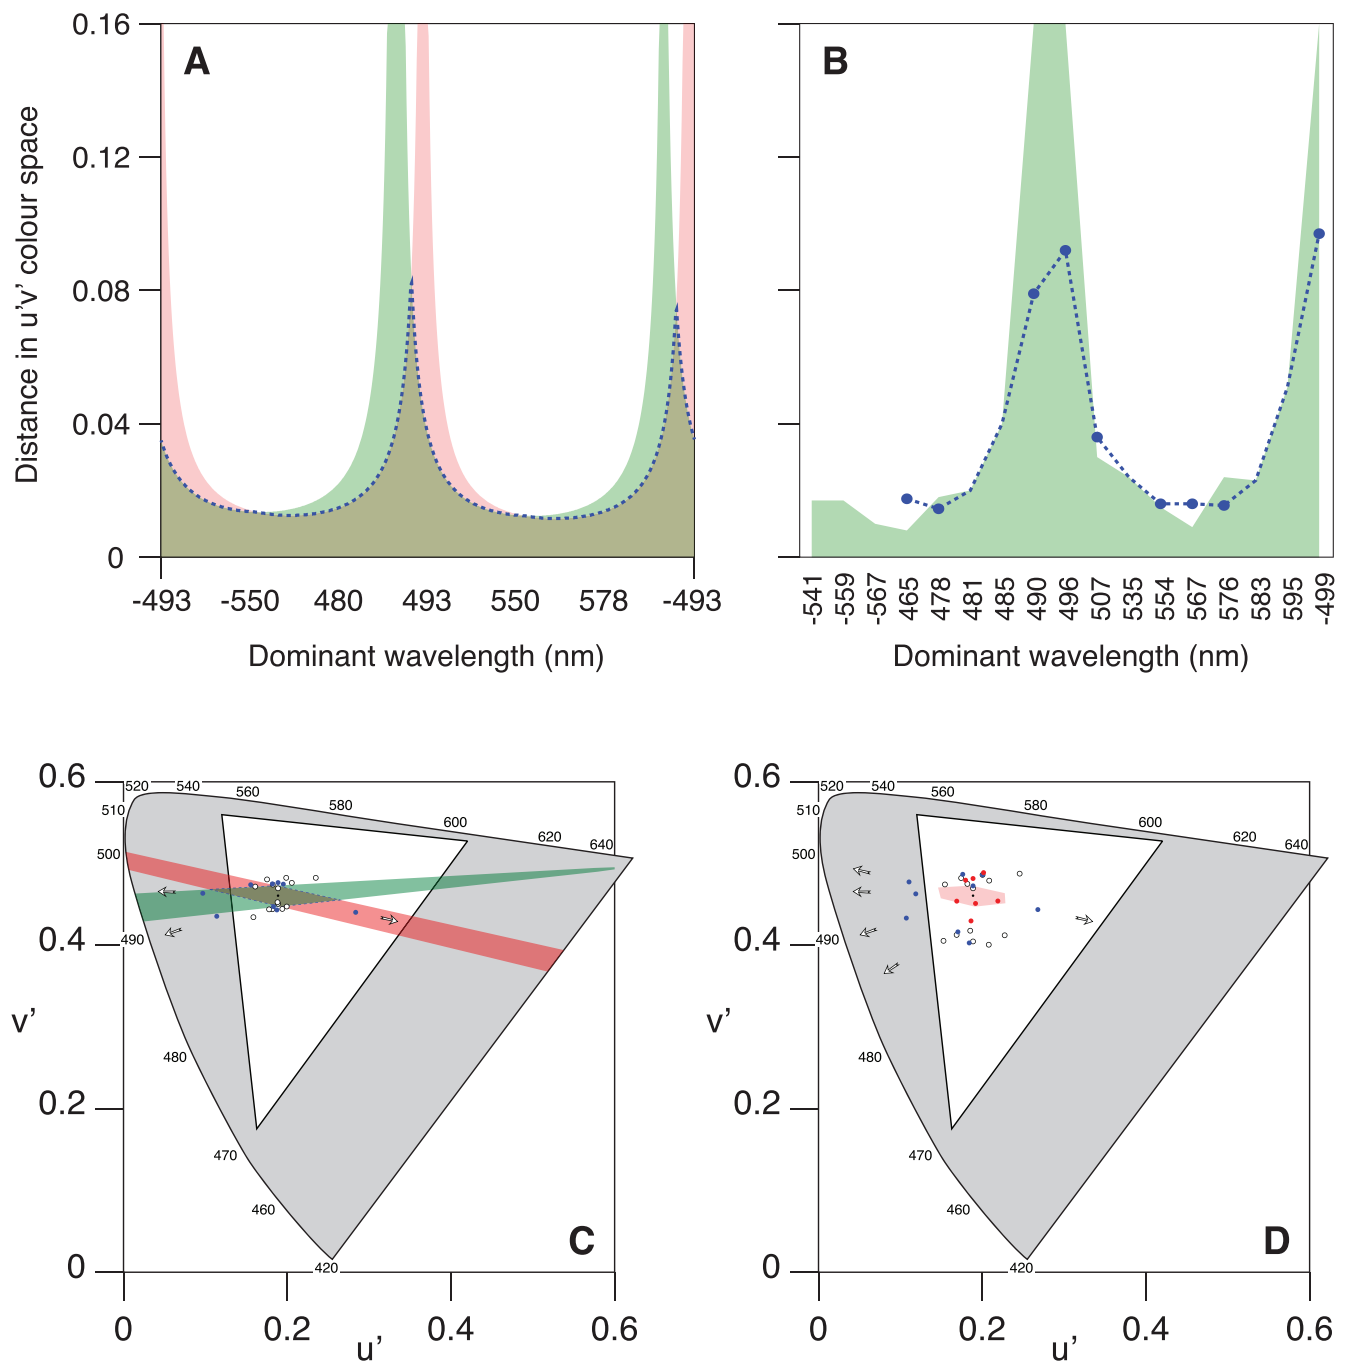 0.16
A
B
0.12
0.08
0.04
0
Distance in u'v' colour space
-493 -550 480 493 550 578 -493
Dominant wavelength (nm)
-541 -559 -567 465 478 481 485 490 496 507 535 554 567 576 583 595 -499
Dominant wavelength (nm)
0.6
0.4
0.2
0
v’
520 540 560 580 600 620 640
510
500
490
480
470
460
420
C
0 0.2 0.4 0.6
u’
0.6
0.4
0.2
0
v’
520 540 560 580 600 620 640
510
500
490
480
470
460
420
D
0 0.2 0.4 0.6
u’